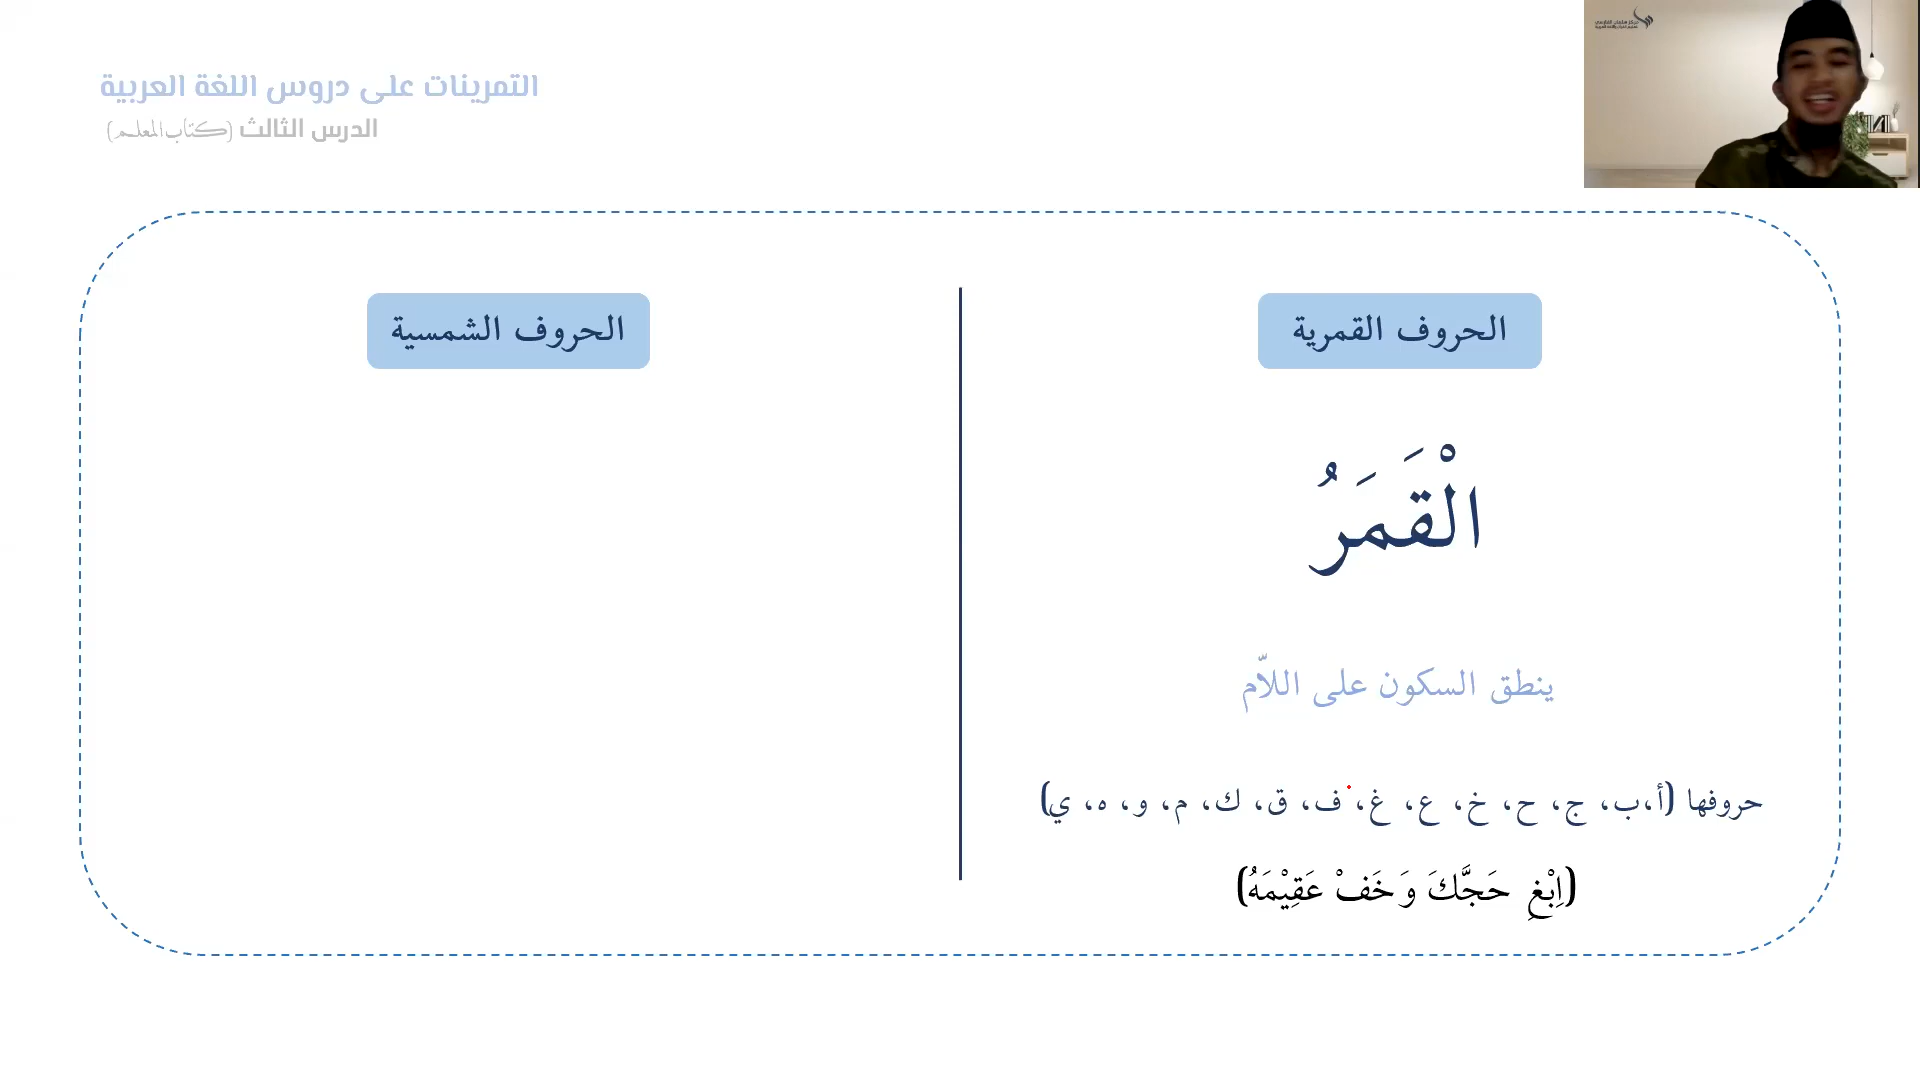 التمرينات على دروس اللغة العربية
الدرس الثالث (كتاب المعلم)
الحروف القمرية
الْقَمَرُ
ينطق السكون على اللاّم
حروفها (أ،ب، ج، ح، خ، ع، غ، ف، ق، ك، م، و، ه، ي)
(اِبْغِ حَجَّكَ وَخَفْ عَقِيْمَهُ)
الحروف الشمسية